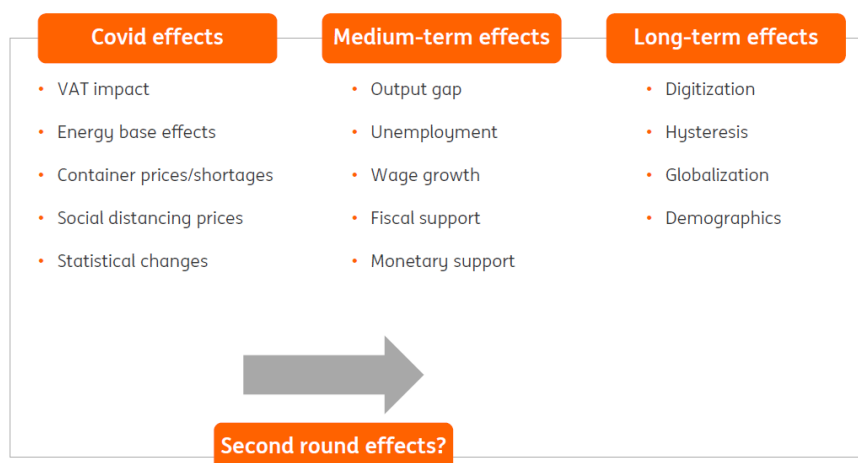 Covid effects
VAT impact
Energy base effects
Container prices/shortages
Social distancing prices
Statistical changes
Medium-term effects
Output gap
Unemployment
Wage growth
Fiscal support
Monetary support
Long-term effects
Digitization
Hysteresis
Globalization
Demographics
Second round effects?